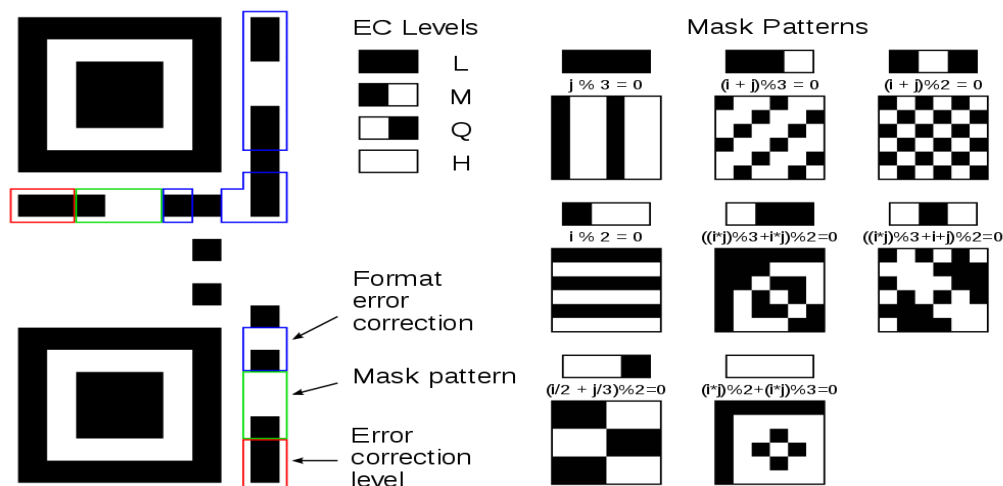 EC Levels
L
M
Q
H
Format
error
correction
Mask pattern
Error
correction
level
Mask Patterns
j % 3 = 0
(i + j)%3 = 0
(i + j)%2 = 0
i % 2 = 0
((i*j)%3+i*j)%2=0
((i*j)%3+i+j)%2=0
(i/2 + j/3)%2=0
(i*j)%2+(i*j)%3=0